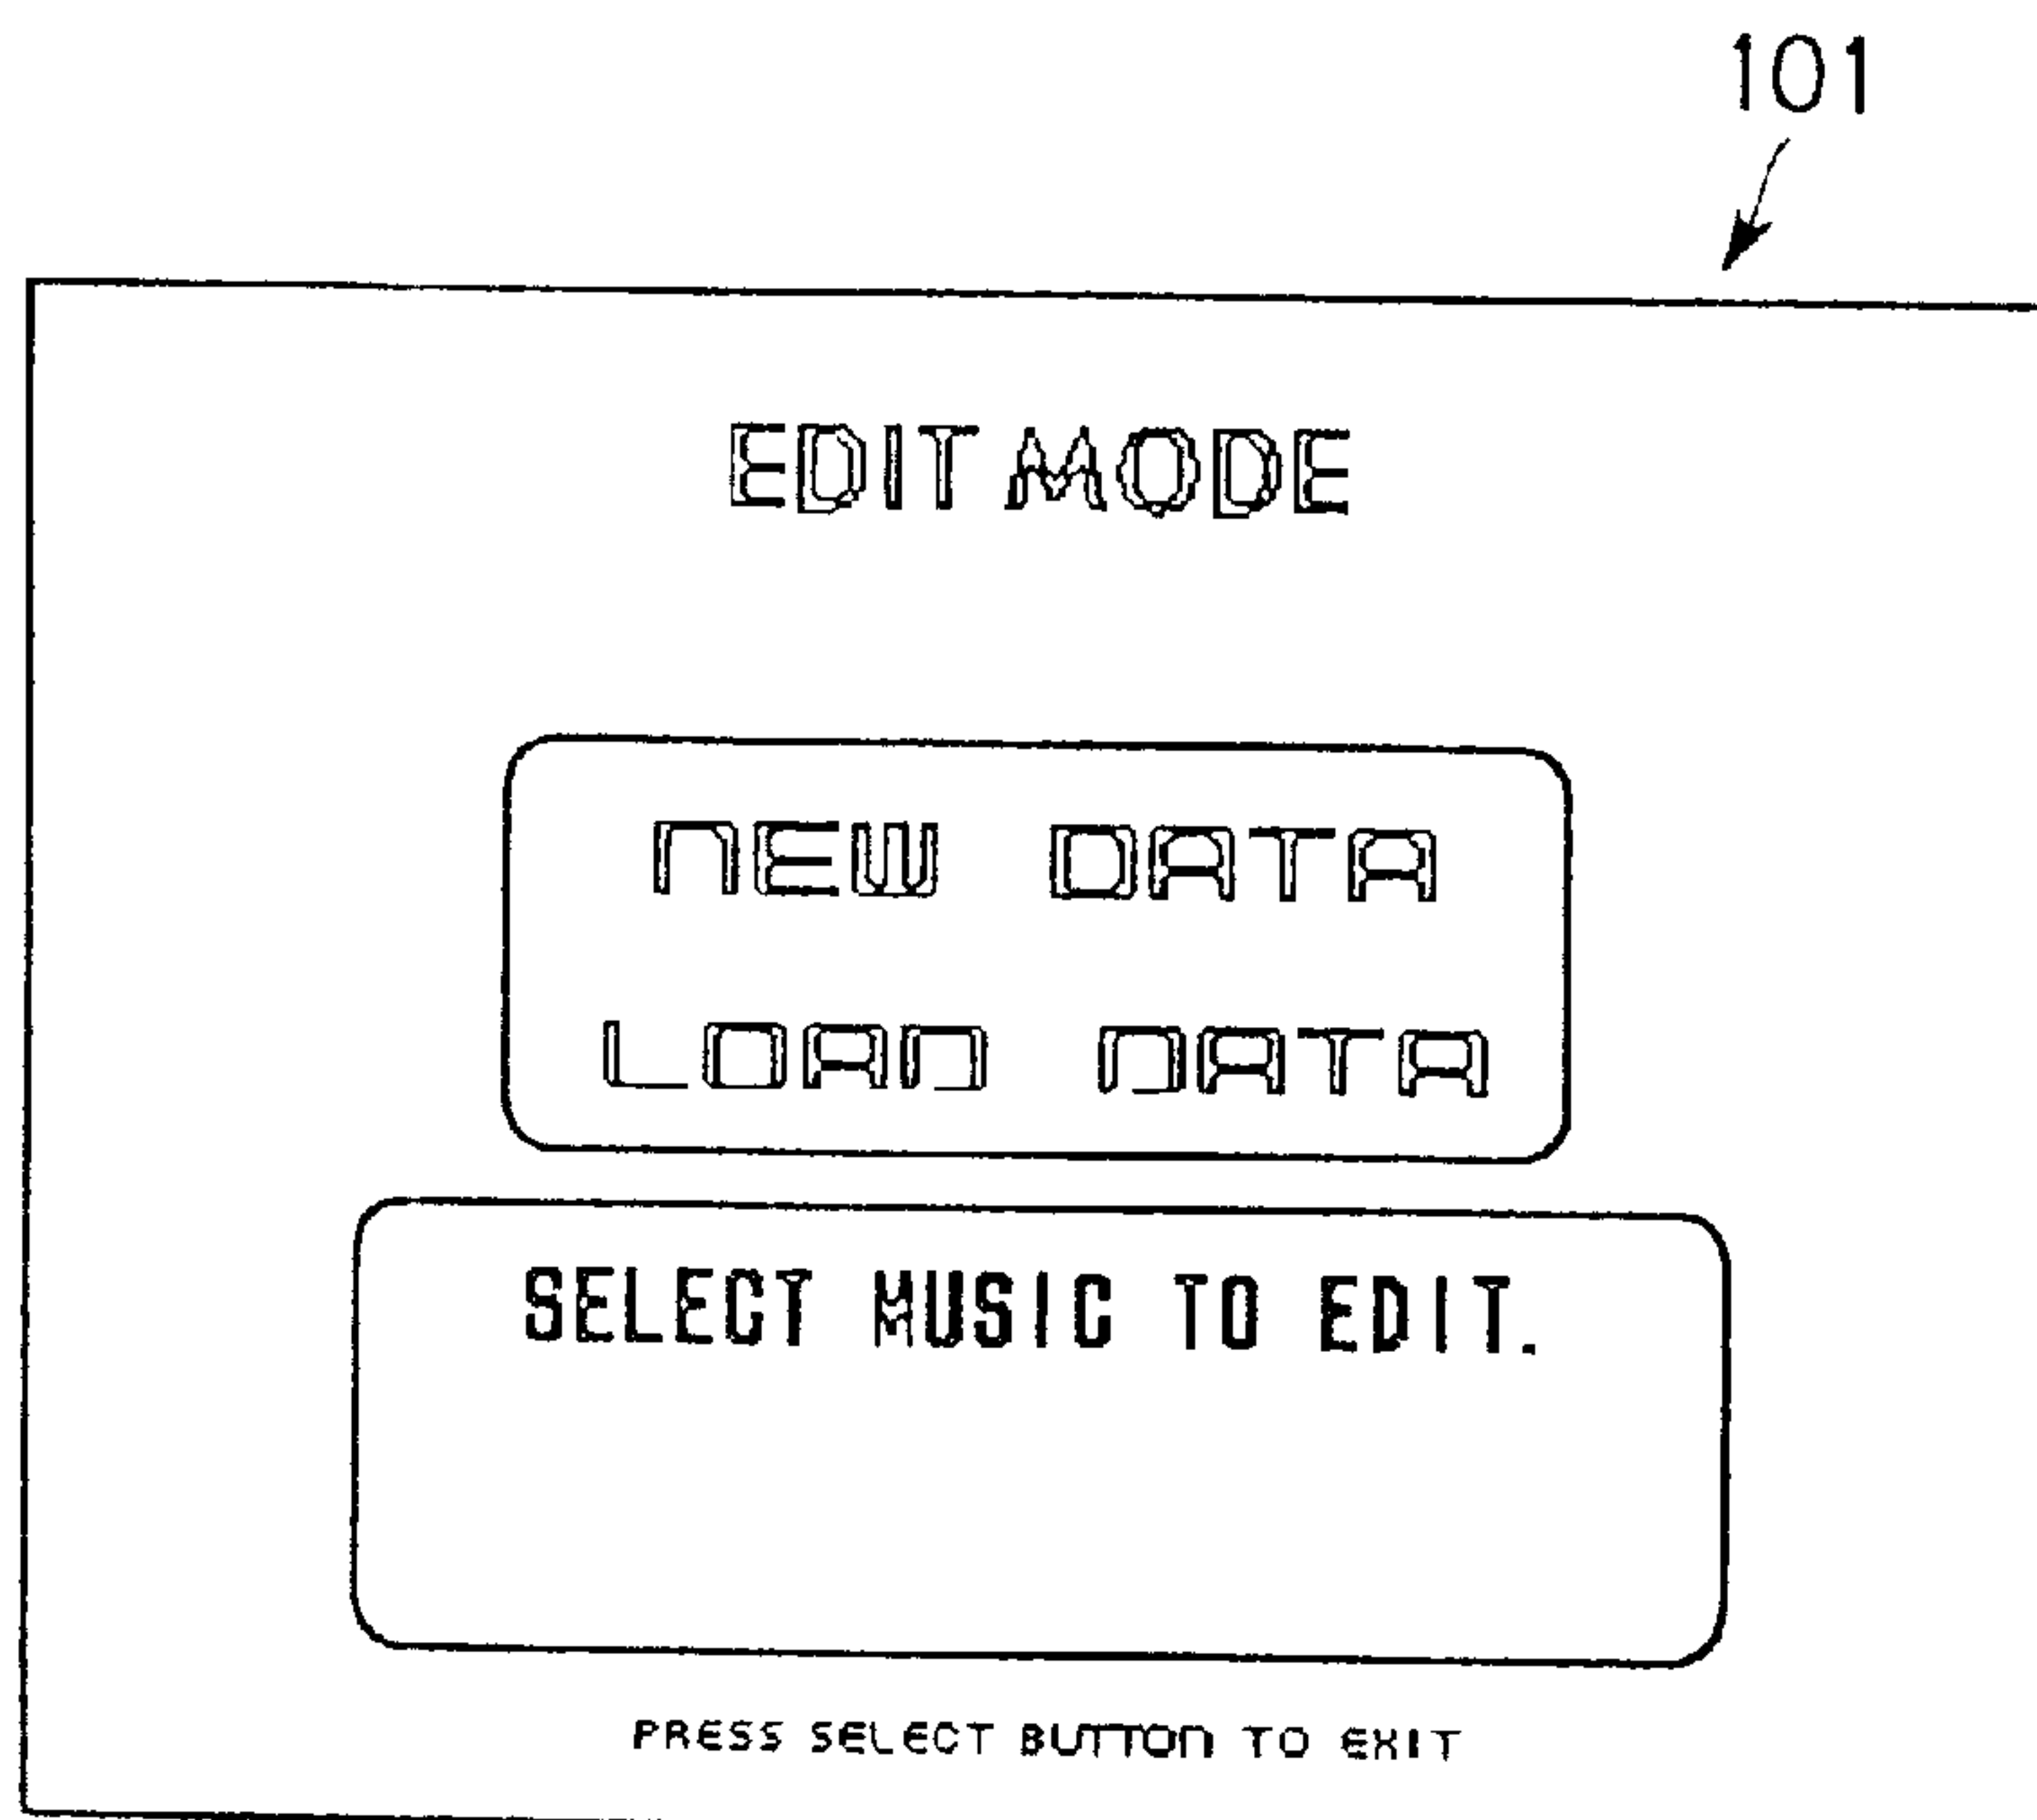 101
EDIT MODE
NEW DATA
LOAD DATA
SELECT MUSIC TO EDIT.
PRESS SELECT BUTTON TO EXIT